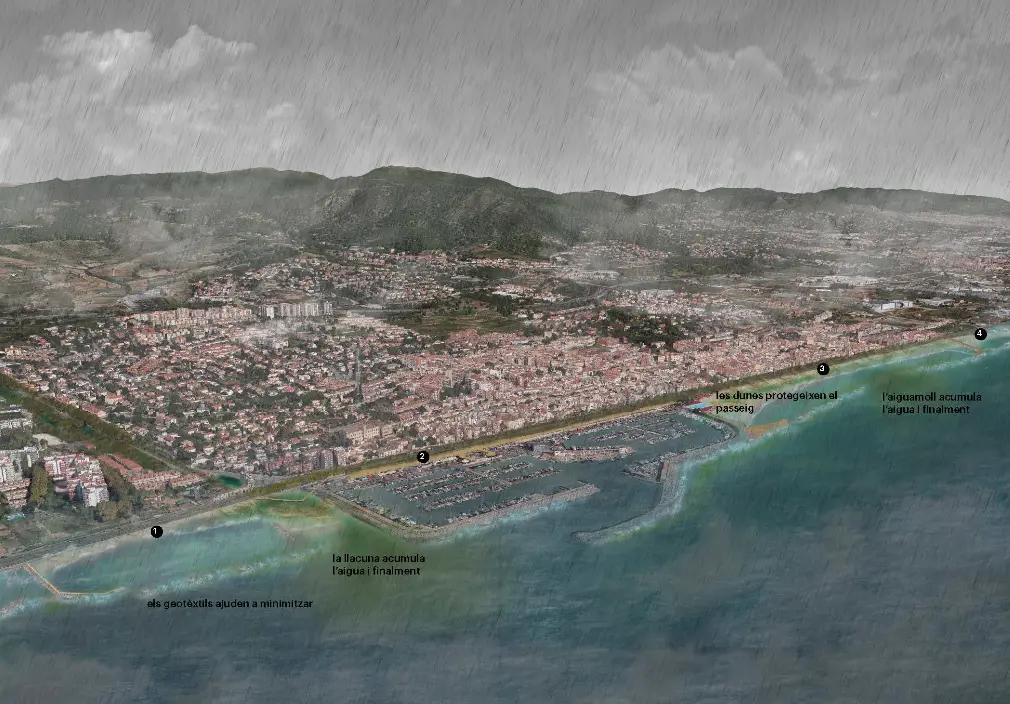 1
els geotèxtils ajuden a minimitzar
2
la llacuna acumula
l'aigua i finalment
3
les dunes protegeixen el
passeig
4
l'aiguamoll acumula
l'aigua i finalment